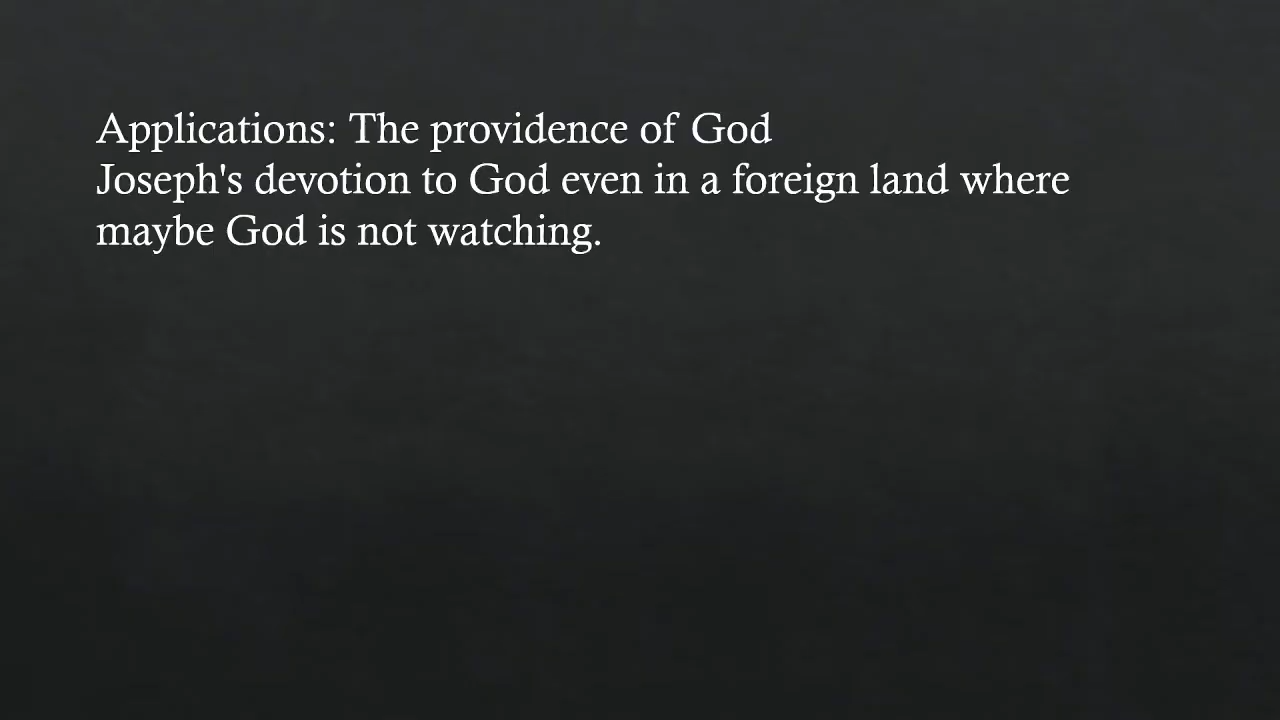 Applications: The providence of God
Joseph's devotion to God even in a foreign land where
maybe God is not watching.